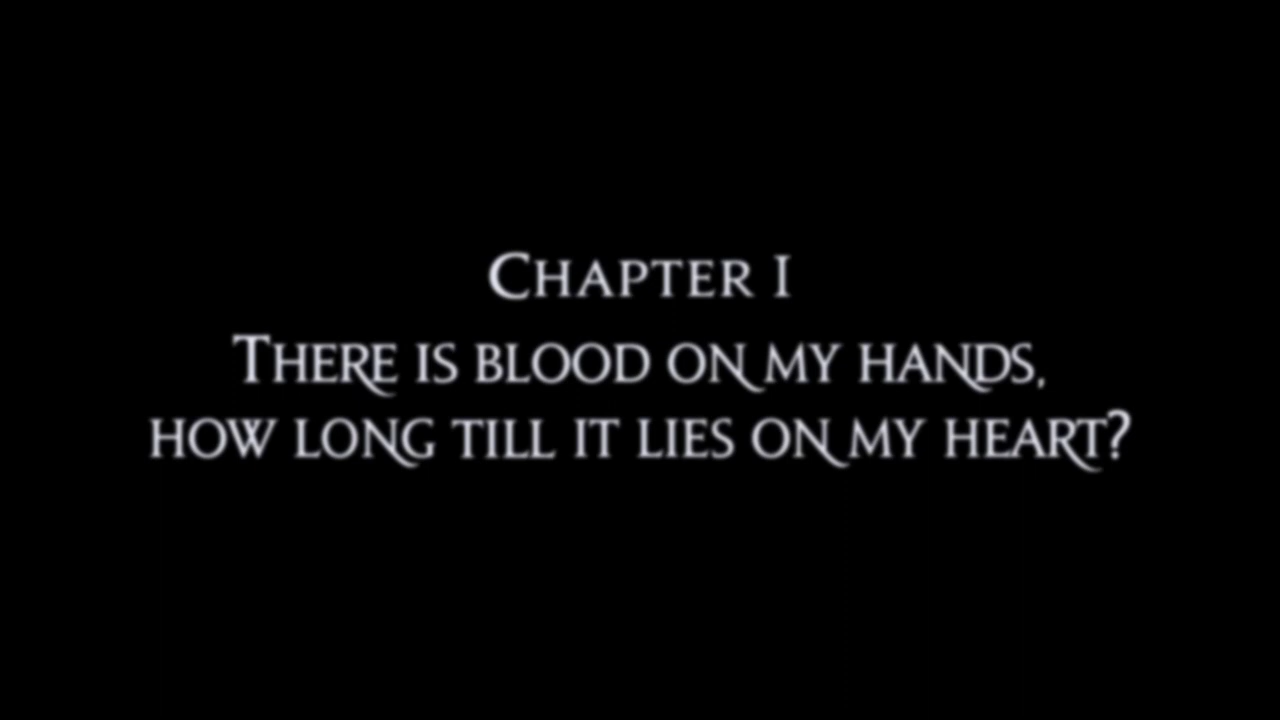 Chapter I
There is blood on my hands,
how long till it lies on my heart?